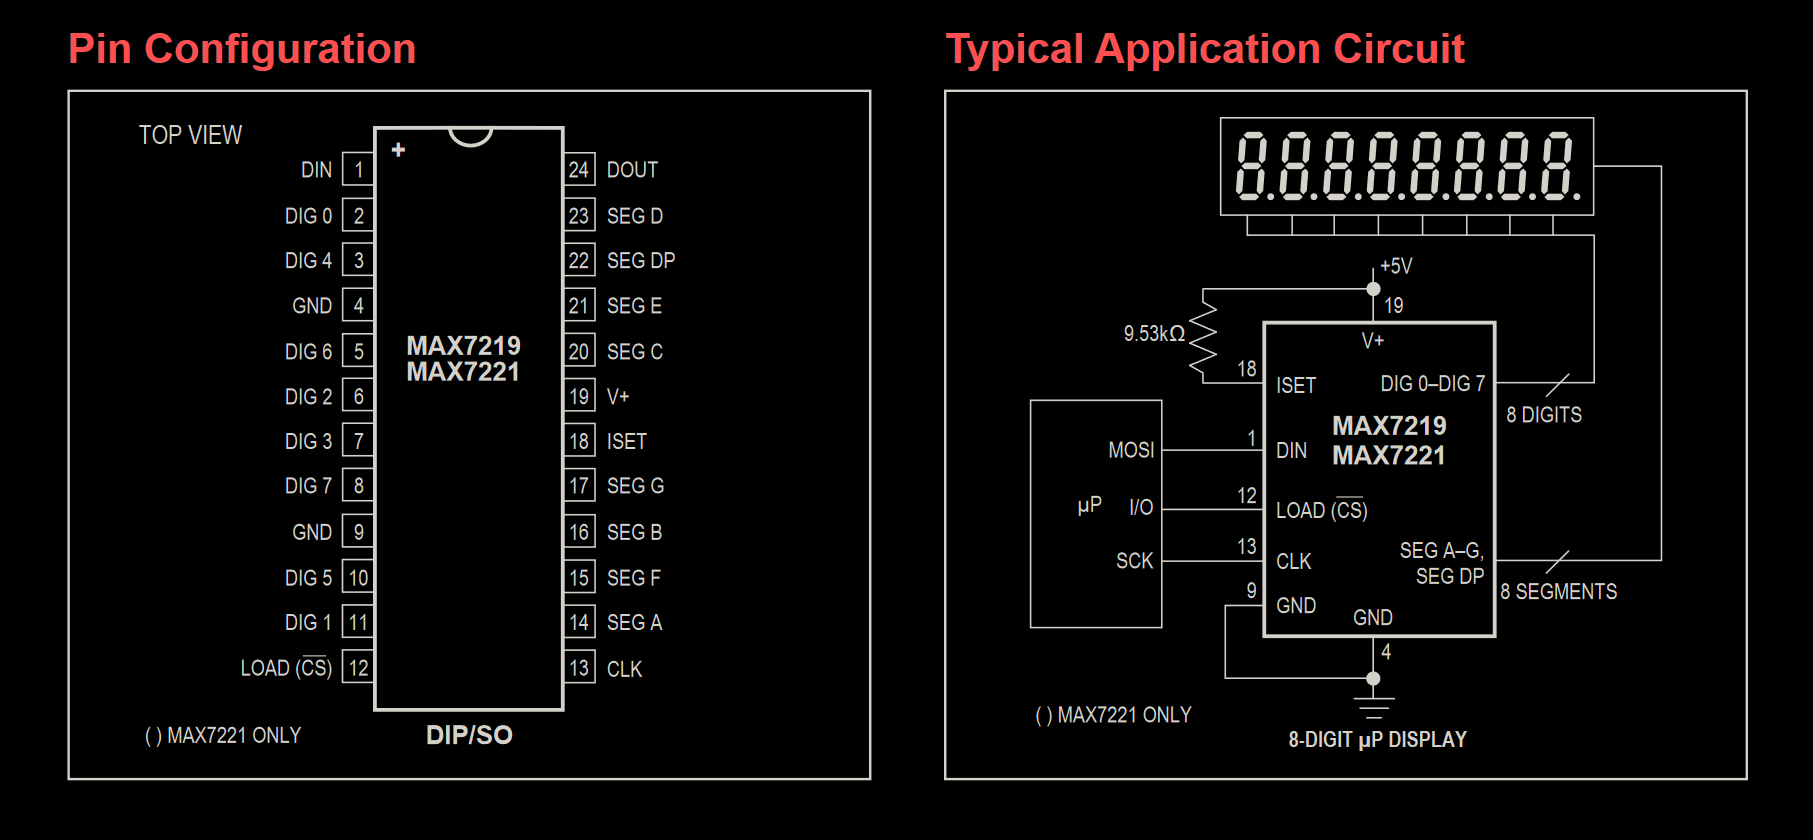 Pin Configuration
TOP VIEW
+
DIN 1
DIG 0 2
DIG 4 3
GND 4
DIG 6 5
DIG 2 6
DIG 3 7
DIG 7 8
GND 9
DIG 5 10
DIG 1 11
LOAD (C̅S̅) 12
MAX7219
MAX7221
24 DOUT
23 SEG D
22 SEG DP
21 SEG E
20 SEG C
19 V+
18 ISET
17 SEG G
16 SEG B
15 SEG F
14 SEG A
13 CLK
( ) MAX7221 ONLY
DIP/SO
Typical Application Circuit
8.8.8.8.8.8.8.8.
+5V
19
9.53kΩ
V+
18
ISET
DIG 0–DIG 7
8 DIGITS
MAX7219
MAX7221
MOSI
1
DIN
µP
I/O
12
LOAD (C̅S̅)
SCK
13
CLK
SEG A–G,
SEG DP
8 SEGMENTS
9
GND
GND
4
( ) MAX7221 ONLY
8-DIGIT µP DISPLAY